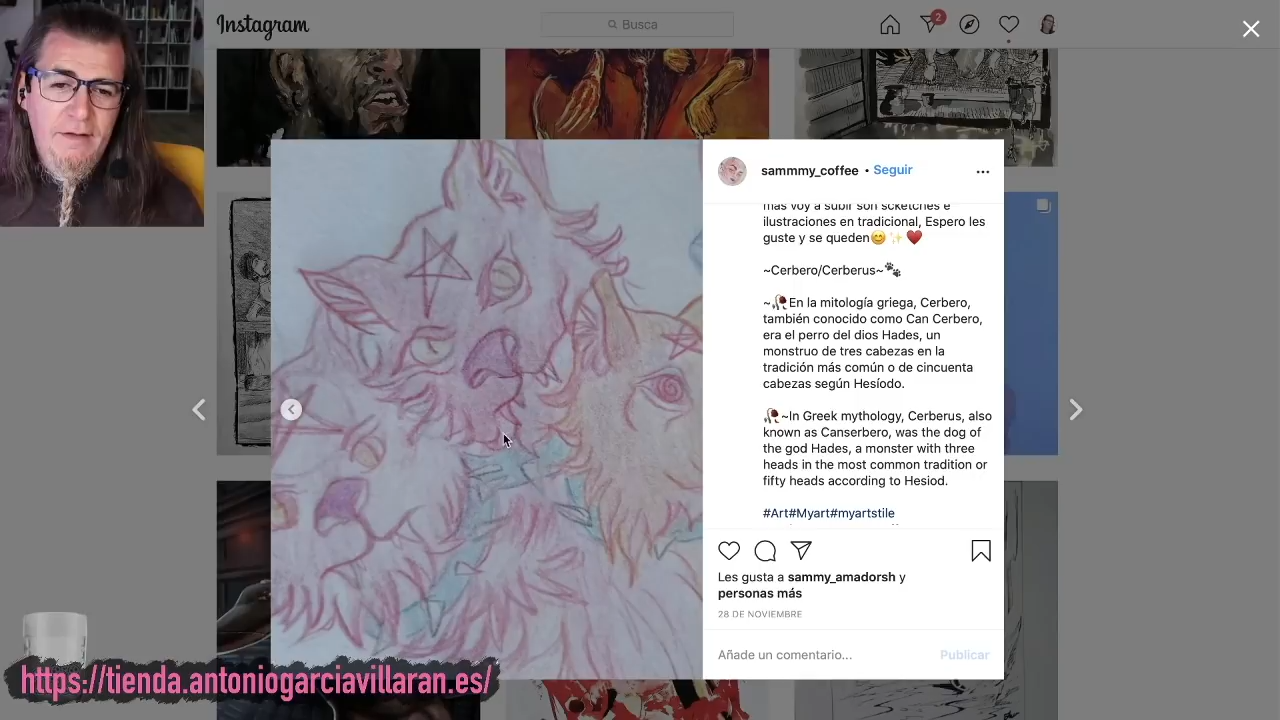 Instagram
Busca
2
sammmy_coffee • Seguir
mas voy a subir son scketches e
ilustraciones en tradicional, Espero les
guste y se queden😊✨♥️
~Cerbero/Cerberus~🐾
~🥀En la mitología griega, Cerbero,
también conocido como Can Cerbero,
era el perro del dios Hades, un
monstruo de tres cabezas en la
tradición más común o de cincuenta
cabezas según Hesíodo.
🥀~In Greek mythology, Cerberus, also
known as Canserbero, was the dog of
the god Hades, a monster with three
heads in the most common tradition or
fifty heads according to Hesiod.
#Art#Myart#myartstile
Les gusta a sammy_amadorsh y
personas más
28 DE NOVIEMBRE
Añade un comentario... Publicar
https://tienda.antoniogarciavillaran.es/